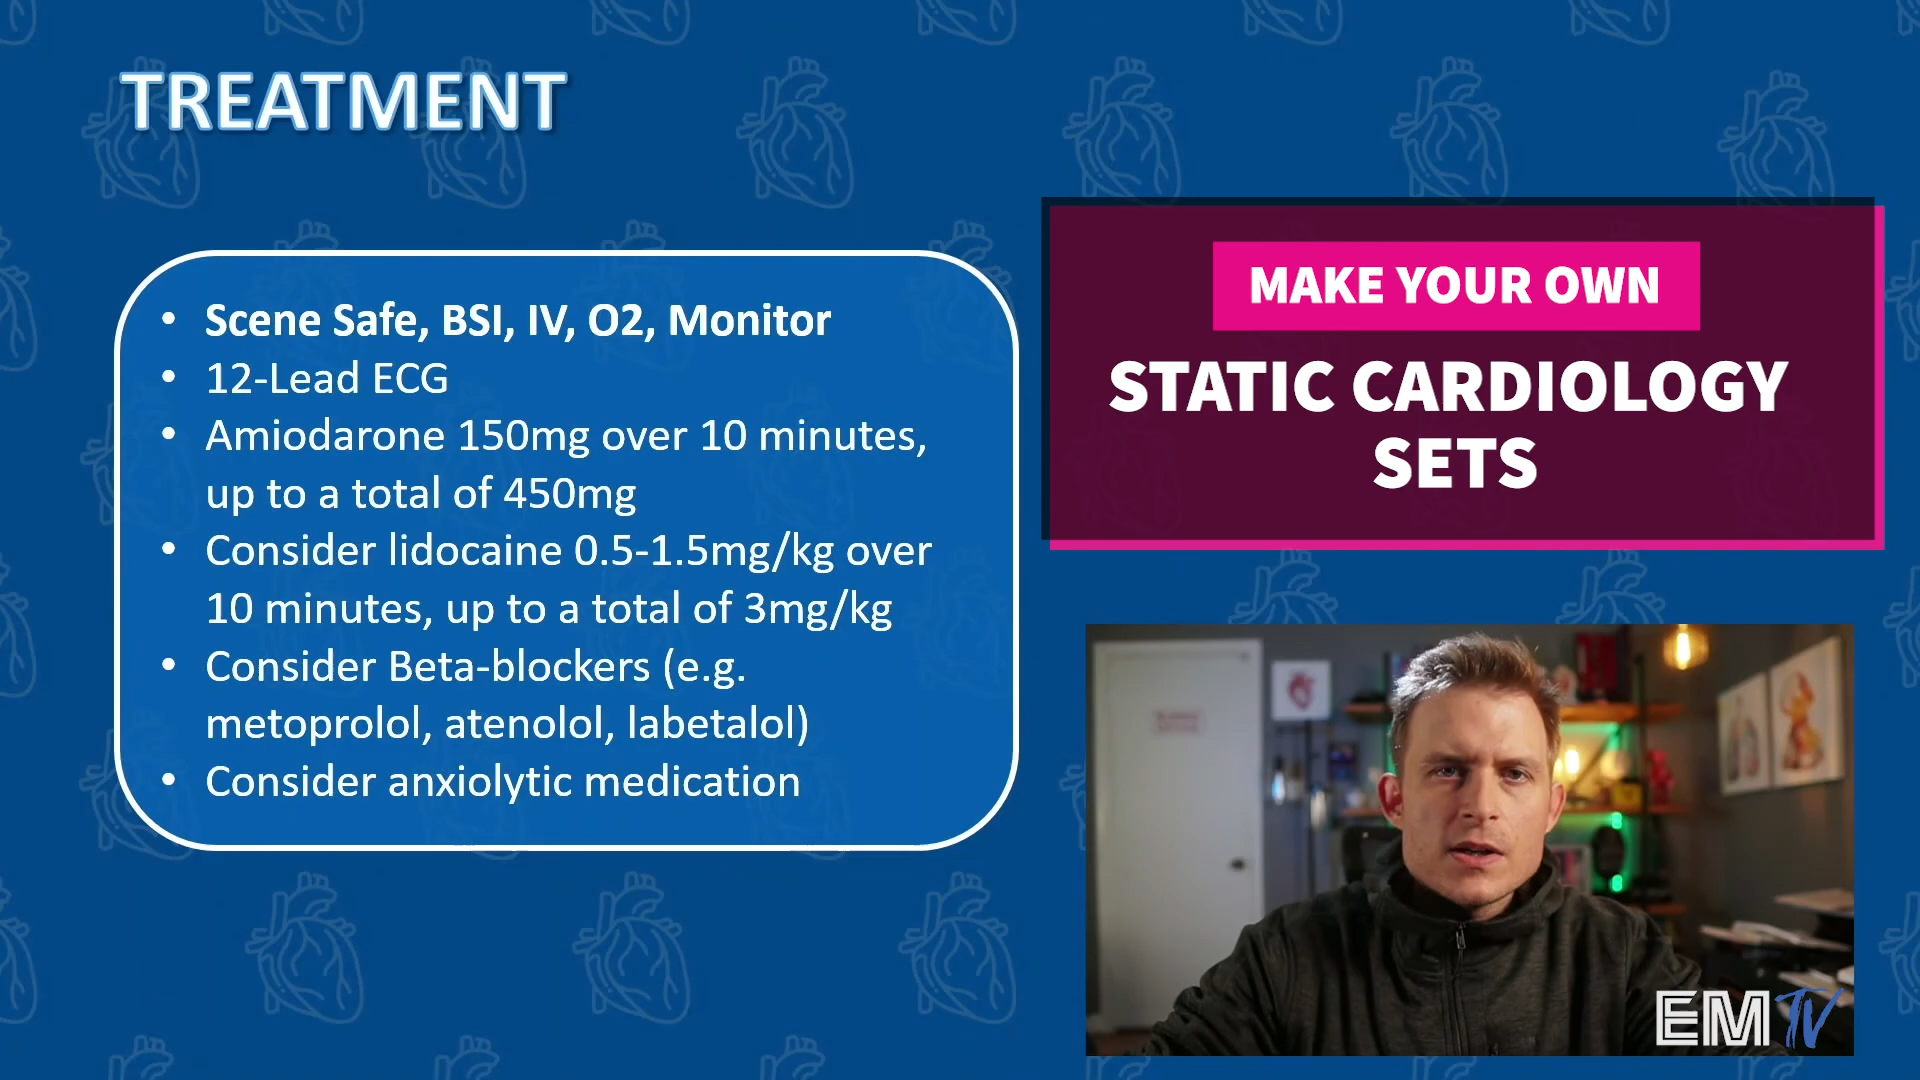 TREATMENT
• Scene Safe, BSI, IV, O2, Monitor
• 12-Lead ECG
• Amiodarone 150mg over 10 minutes,
up to a total of 450mg
• Consider lidocaine 0.5-1.5mg/kg over
10 minutes, up to a total of 3mg/kg
• Consider Beta-blockers (e.g.
metoprolol, atenolol, labetalol)
• Consider anxiolytic medication
MAKE YOUR OWN
STATIC CARDIOLOGY
SETS
EMTV